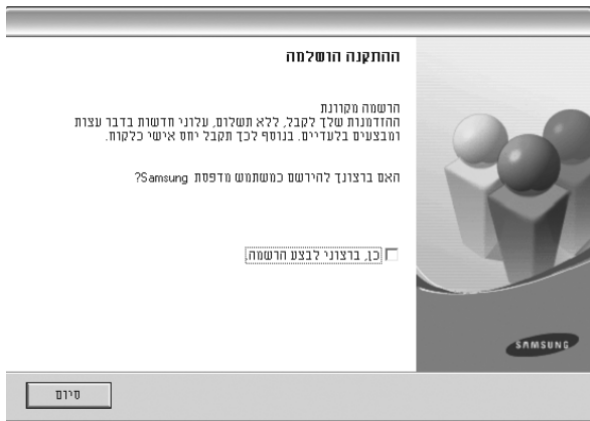 ההתקנה הושלמה
הרשמה מקוונת
ההזדמנות שלך לקבל, ללא תשלום, עלוני חדשות בדבר עצות
ומבצעים בלעדיים. בנוסף לכך תקבל יחס אישי כלקוח.
האם ברצונך להירשם כמשתמש מדפסת Samsung?
כן, ברצוני לבצע הרשמה.
SAMSUNG
סיום